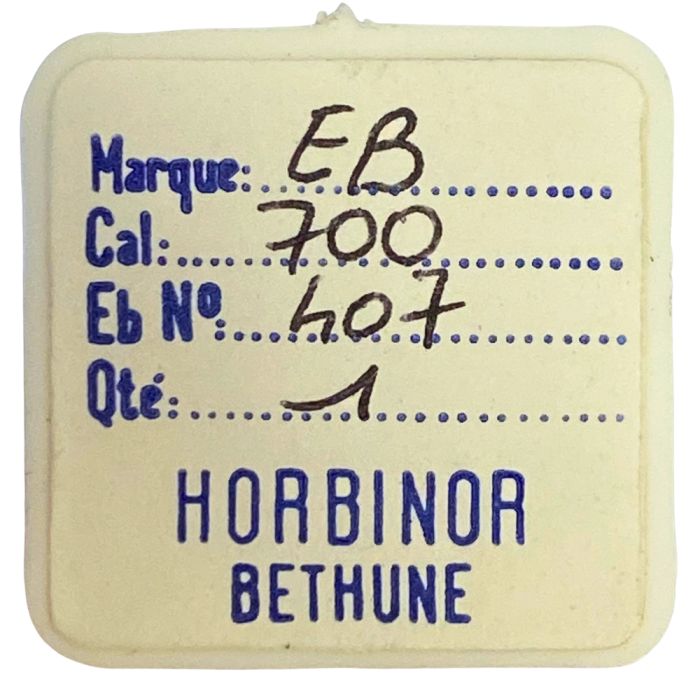 Marque: EB
Cal: 700
Eb Nº: 407
Qté: 1
HORBINOR
BETHUNE